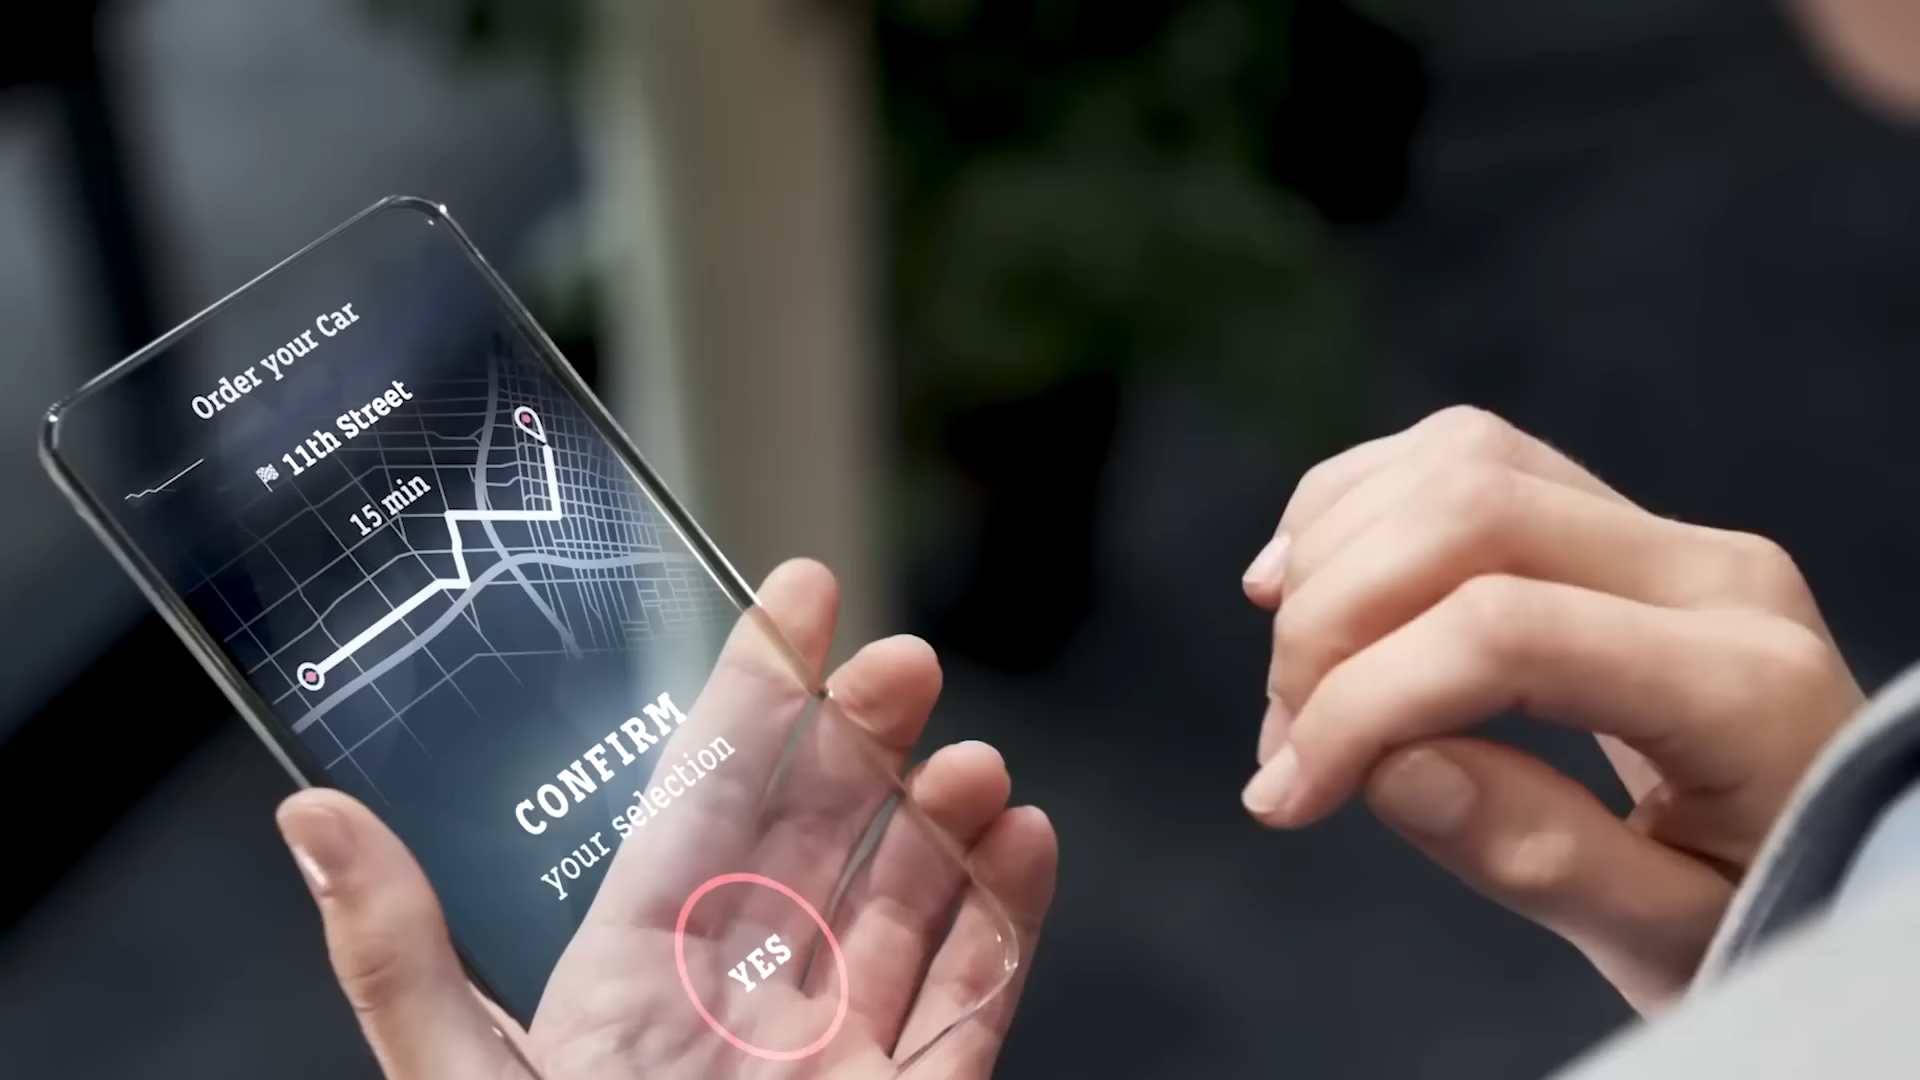 Order your Car
11th Street
15 min
CONFIRM
your selection
YES